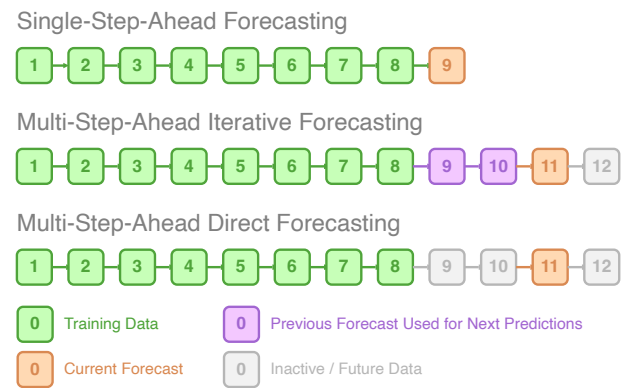 Single-Step-Ahead Forecasting
1 2 3 4 5 6 7 8 9
Multi-Step-Ahead Iterative Forecasting
1 2 3 4 5 6 7 8 9 10 11 12
Multi-Step-Ahead Direct Forecasting
1 2 3 4 5 6 7 8 9 10 11 12
0 Training Data 0 Previous Forecast Used for Next Predictions
0 Current Forecast 0 Inactive / Future Data